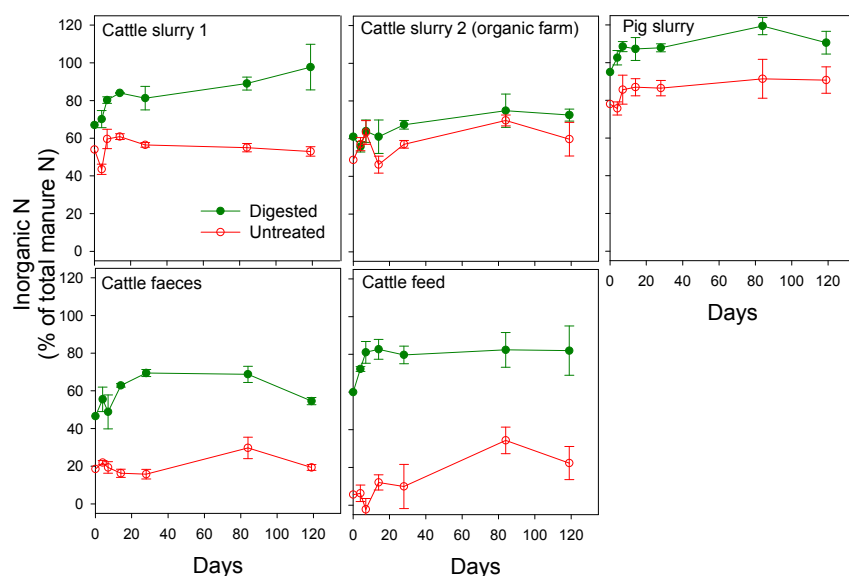 Cattle slurry 1
Cattle slurry 2 (organic farm)
Pig slurry
120
100
80
60
40
20
0
Digested
Untreated
0 20 40 60 80 100 120
Days
Inorganic N
(% of total manure N)
Cattle faeces
Cattle feed
120
100
80
60
40
20
0
0 20 40 60 80 100 120
0 20 40 60 80 100 120
Days
Days